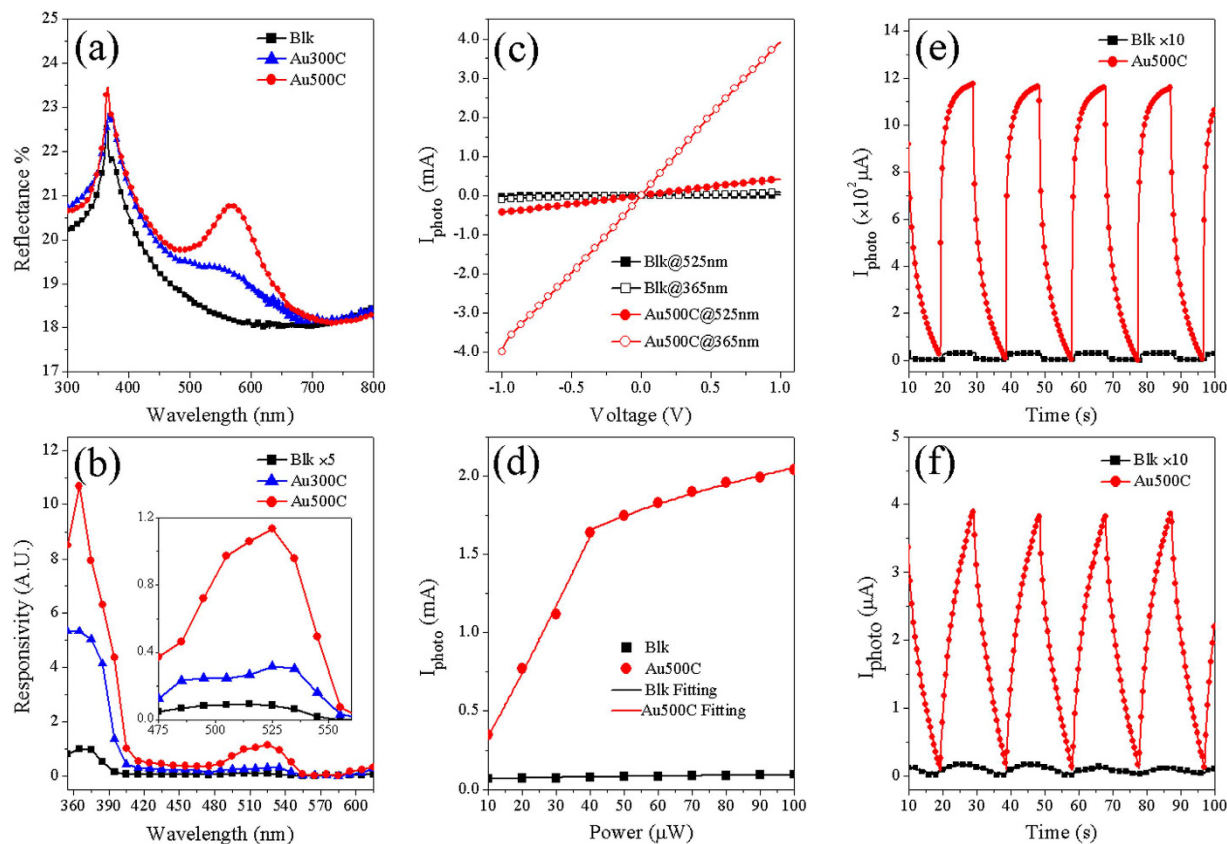 (a)
Blk
Au300C
Au500C
25
24
23
22
21
20
19
18
17
Reflectance %
300 400 500 600 700 800
Wavelength (nm)
(b)
Blk ×5
Au300C
Au500C
12
10
8
6
4
2
1
0
Responsivity (A.U.)
1.2
0.8
0.4
0.0
475 500 525 550
360 390 420 450 480 510 540 570 600
Wavelength (nm)
(c)
4.0
3.0
2.0
1.0
0.0
-1.0
-2.0
-3.0
-4.0
Iphoto (mA)
Blk@525nm
Blk@365nm
Au500C@525nm
Au500C@365nm
-1.0 -0.5 0.0 0.5 1.0
Voltage (V)
(d)
2.0
1.5
1.0
0.5
0.0
Iphoto (mA)
Blk
Au500C
Blk Fitting
Au500C Fitting
10 20 30 40 50 60 70 80 90 100
Power (μW)
(e)
Blk ×10
Au500C
14
12
10
8
6
4
2
0
Iphoto (×10² μA)
10 20 30 40 50 60 70 80 90 100
Time (s)
(f)
Blk ×10
Au500C
5
4
3
2
1
0
Iphoto (μA)
10 20 30 40 50 60 70 80 90 100
Time (s)